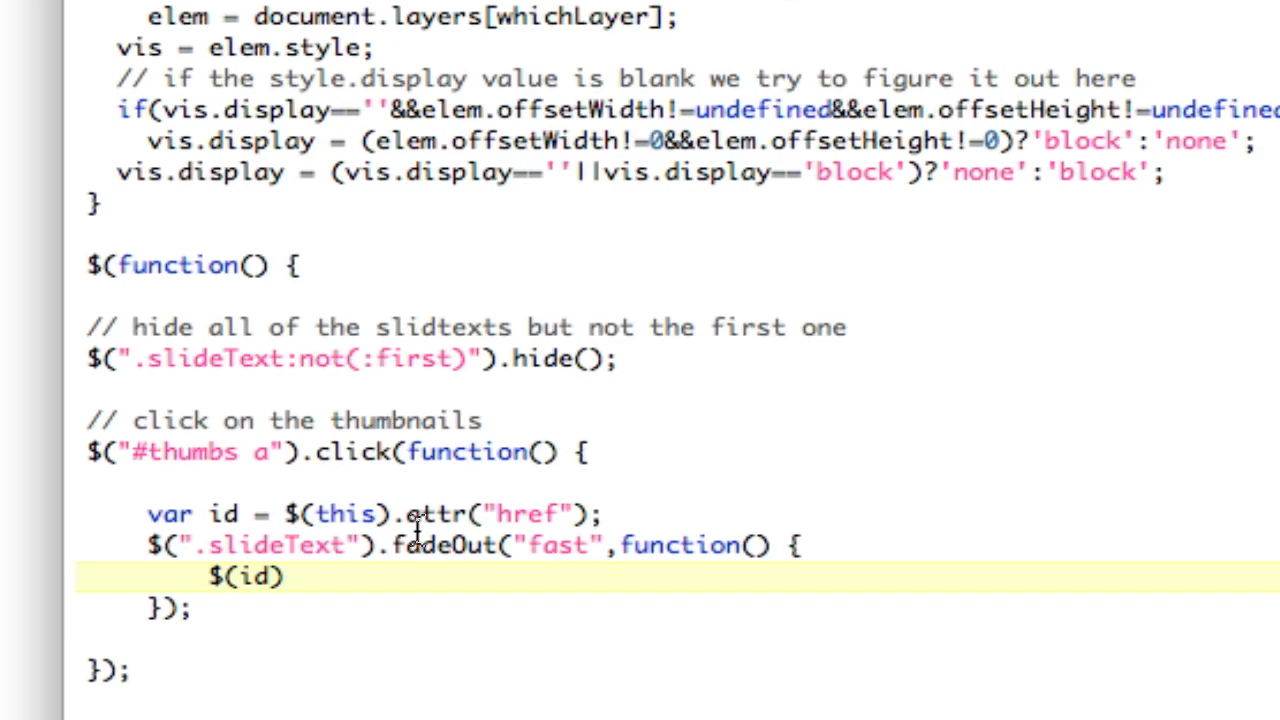 elem = document.layers[whichLayer];
vis = elem.style;
// if the style.display value is blank we try to figure it out here
if(vis.display==''&&elem.offsetWidth!=undefined&&elem.offsetHeight!=undefined
vis.display = (elem.offsetWidth!=0&&elem.offsetHeight!=0)?'block':'none';
vis.display = (vis.display==''||vis.display=='block')?'none':'block';
}
$(function() {
// hide all of the slidtexts but not the first one
$(".slideText:not(:first)").hide();
// click on the thumbnails
$("#thumbs a").click(function() {
var id = $(this).attr("href");
$(".slideText").fadeOut("fast",function() {
$(id)
});
});